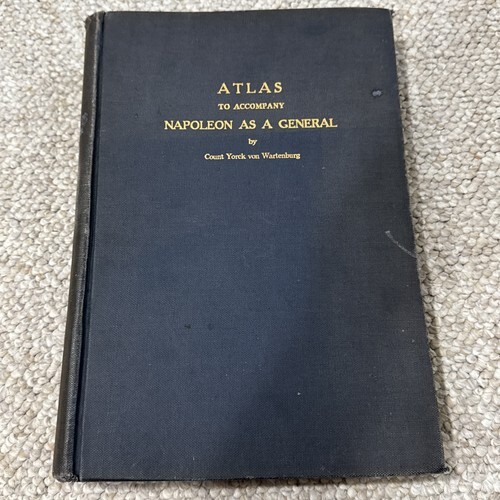 ATLAS
TO ACCOMPANY
NAPOLEON AS A GENERAL
by
Count Yorck von Wartenburg